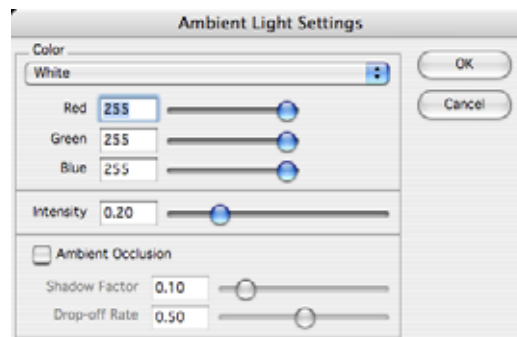 Ambient Light Settings
Color
White
OK
Red 255
Cancel
Green 255
Blue 255
Intensity 0.20
Ambient Occlusion
Shadow Factor 0.10
Drop-off Rate 0.50